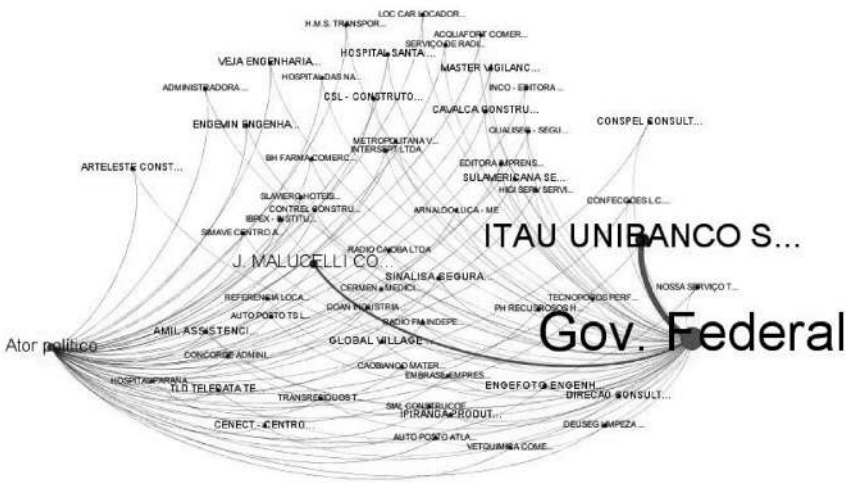 LOC CAR LOCADOR...
H.M.S. TRANSPOR...
ACQUAFORT COMER...
SERVIÇO DE RADI...
HOSPITAL SANTA ...
VEJA ENGENHARIA...
MASTER VIGILANC...
HOSPITAL DAS NA...
ADMINISTRADORA ...
INCO - EDITORA ...
CSL - CONSTRUTO...
CAVALCA CONSTRU...
CONSPEL CONSULT...
ENGEMIN ENGENHA...
QUALISEG - SEGU...
METROPOLITANA V...
INTERSEPT LTDA
BH FARMA COMERC...
EDITORA IMPRENS...
ARTELESTE CONST...
SULAMERICANA SE...
HIGI SERV SERVI...
SLAVIERO HOTEIS...
CONFECCOES L.C...
CONTREL CONSTRU...
ARNALDO LUCA - ME
IBPEX - INSTITU...
SIMAVE CENTRO A...
ITAU UNIBANCO S...
RADIO CAIOBA LTDA
J. MALUCELLI CO...
SINALISA SEGURA...
CERMEN - MEDICI...
NOSSA SERVIÇO T...
REFERENCIA LOCA...
TECNOPODOS PERF...
DOAN INDUSTRIA
PH RECURSOS H...
AUTO POSTO TS L...
RADIO FM INDEPE...
Gov. Federal
AMIL ASSISTENCI...
GLOBAL VILLAGE ...
Ator político
CONCORDE ADMINI...
CAOBIANCO MATER...
EMBRASE EMPRES...
HOSPITAL PARANA...
TLD TELEDATA TE...
ENGEFOTO ENGENH...
DIRECAO CONSULT...
TRANSRESIDUOS T...
SIAL CONSTRUCOE...
IPIRANGA PRODUT...
CENECT - CENTRO...
DEUSEG LIMPEZA ...
AUTO POSTO ATLA...
VETQUIMICA COME...